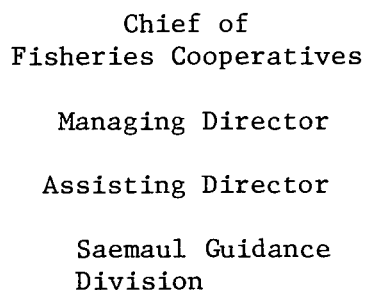 Chief of
Fisheries Cooperatives
Managing Director
Assisting Director
Saemaul Guidance
Division